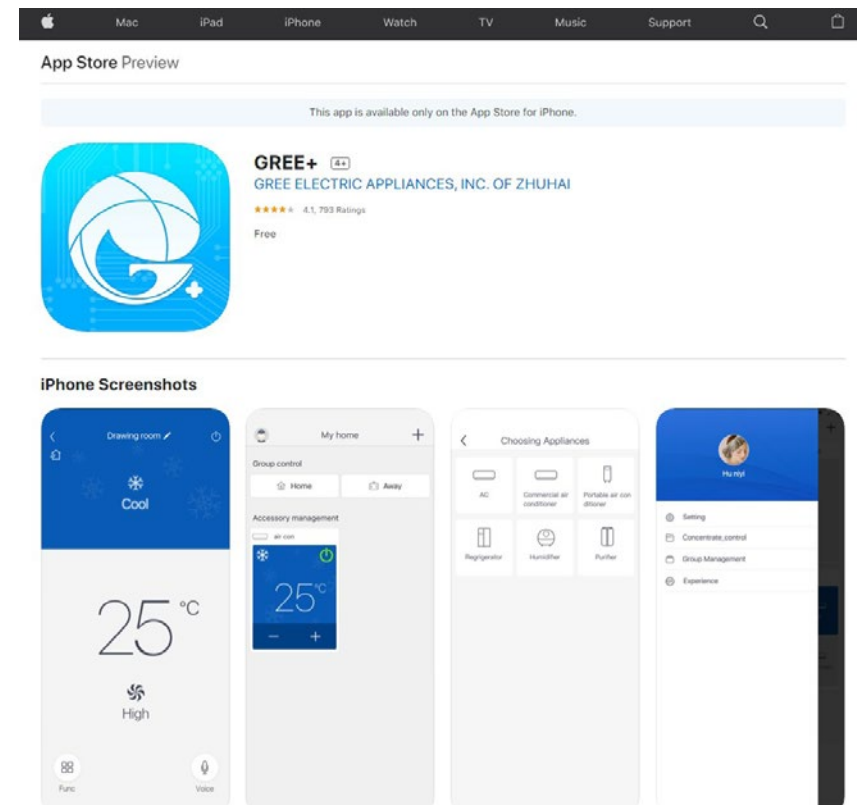 Mac iPad iPhone Watch TV Music Support
App Store Preview
This app is available only on the App Store for iPhone.
GREE+ 4+
GREE ELECTRIC APPLIANCES, INC. OF ZHUHAI
4.1, 793 Ratings
Free
iPhone Screenshots
Drawing room
Cool
25 °C
High
Func Voice
My home
Group control
Home Away
Accessory management
air con
25°C
Choosing Appliances
AC Commercial air conditioner Portable air con ditioner
Regrigerator Humidifier Purifier
Hu niyi
Setting
Concentrate_control
Group Management
Experience